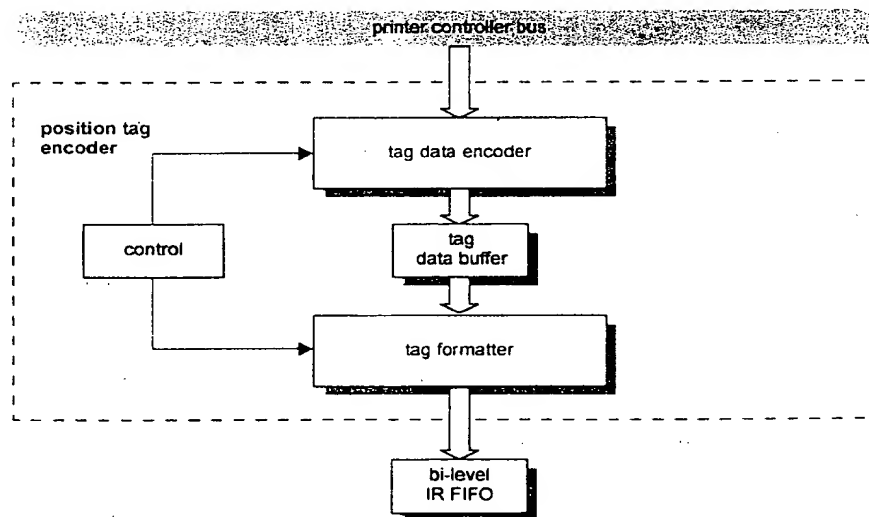 printer controller bus
position tag
encoder
tag data encoder
control
tag
data buffer
tag formatter
bi-level
IR FIFO